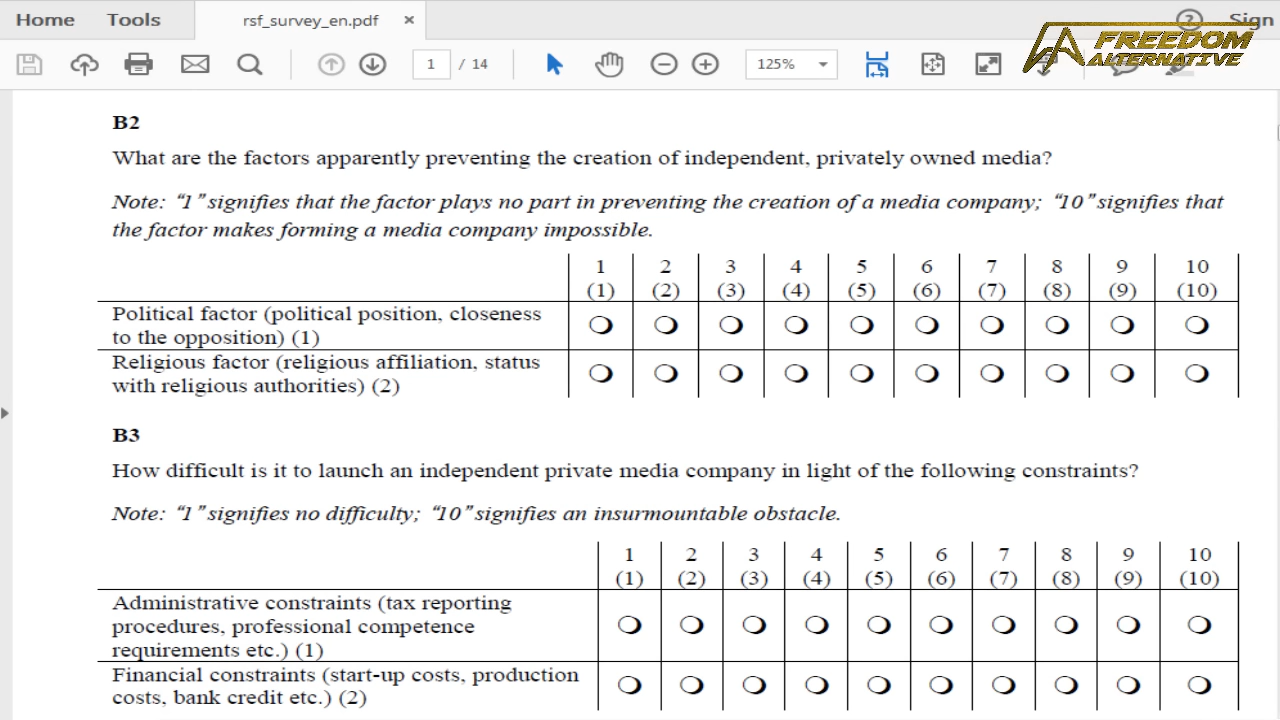 Home Tools rsf_survey_en.pdf × ? Sign
1 / 14 125%
FREEDOM
ALTERNATIVE
B2
What are the factors apparently preventing the creation of independent, privately owned media?
Note: “1” signifies that the factor plays no part in preventing the creation of a media company; “10” signifies that
the factor makes forming a media company impossible.
1 2 3 4 5 6 7 8 9 10
(1) (2) (3) (4) (5) (6) (7) (8) (9) (10)
Political factor (political position, closeness
to the opposition) (1)
Religious factor (religious affiliation, status
with religious authorities) (2)
B3
How difficult is it to launch an independent private media company in light of the following constraints?
Note: “1” signifies no difficulty; “10” signifies an insurmountable obstacle.
1 2 3 4 5 6 7 8 9 10
(1) (2) (3) (4) (5) (6) (7) (8) (9) (10)
Administrative constraints (tax reporting
procedures, professional competence
requirements etc.) (1)
Financial constraints (start-up costs, production
costs, bank credit etc.) (2)